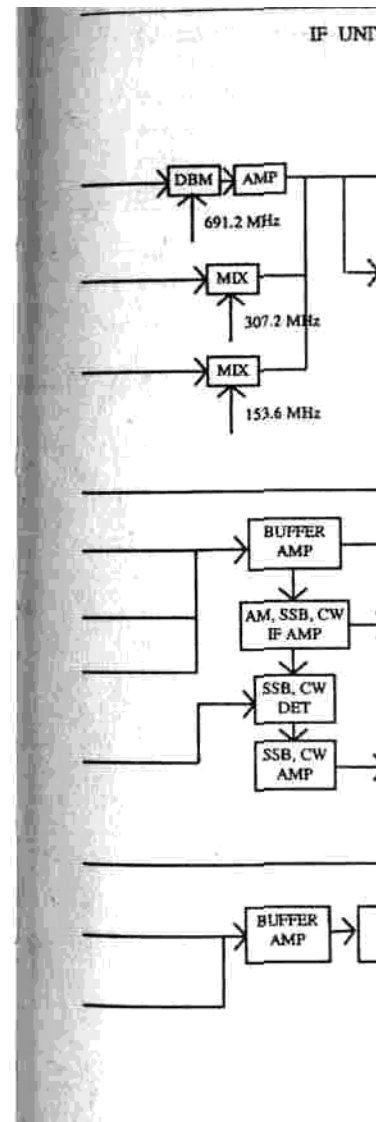 IF UNI
DBM
AMP
691.2 MHz
MIX
307.2 MHz
MIX
153.6 MHz
BUFFER
AMP
AM, SSB, CW
IF AMP
SSB, CW
DET
SSB, CW
AMP
BUFFER
AMP